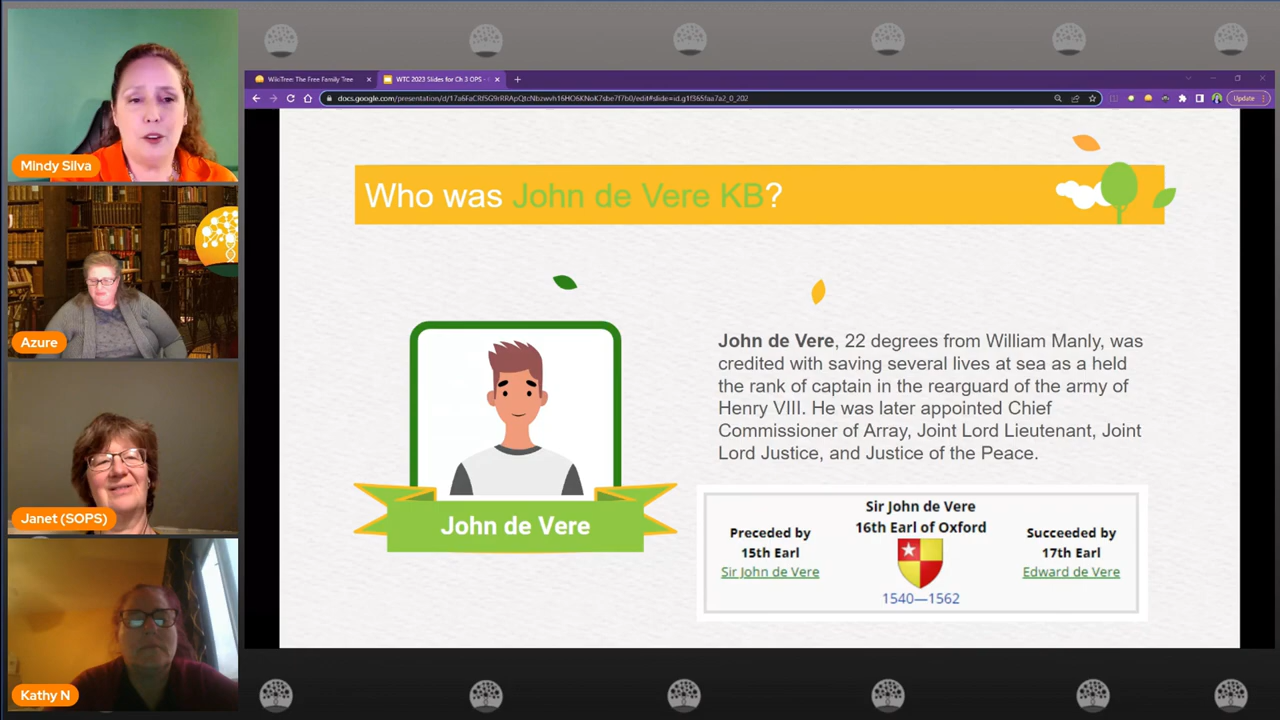 Mindy Silva
Azure
Janet (SOPS)
Kathy N
WikiTree: The Free Family Tree
WTC 2023 Slides for Ch 3 OPS -
Update
Who was John de Vere KB?
John de Vere
John de Vere, 22 degrees from William Manly, was
credited with saving several lives at sea as a held
the rank of captain in the rearguard of the army of
Henry VIII. He was later appointed Chief
Commissioner of Array, Joint Lord Lieutenant, Joint
Lord Justice, and Justice of the Peace.
Preceded by
15th Earl
Sir John de Vere
Sir John de Vere
16th Earl of Oxford
1540—1562
Succeeded by
17th Earl
Edward de Vere